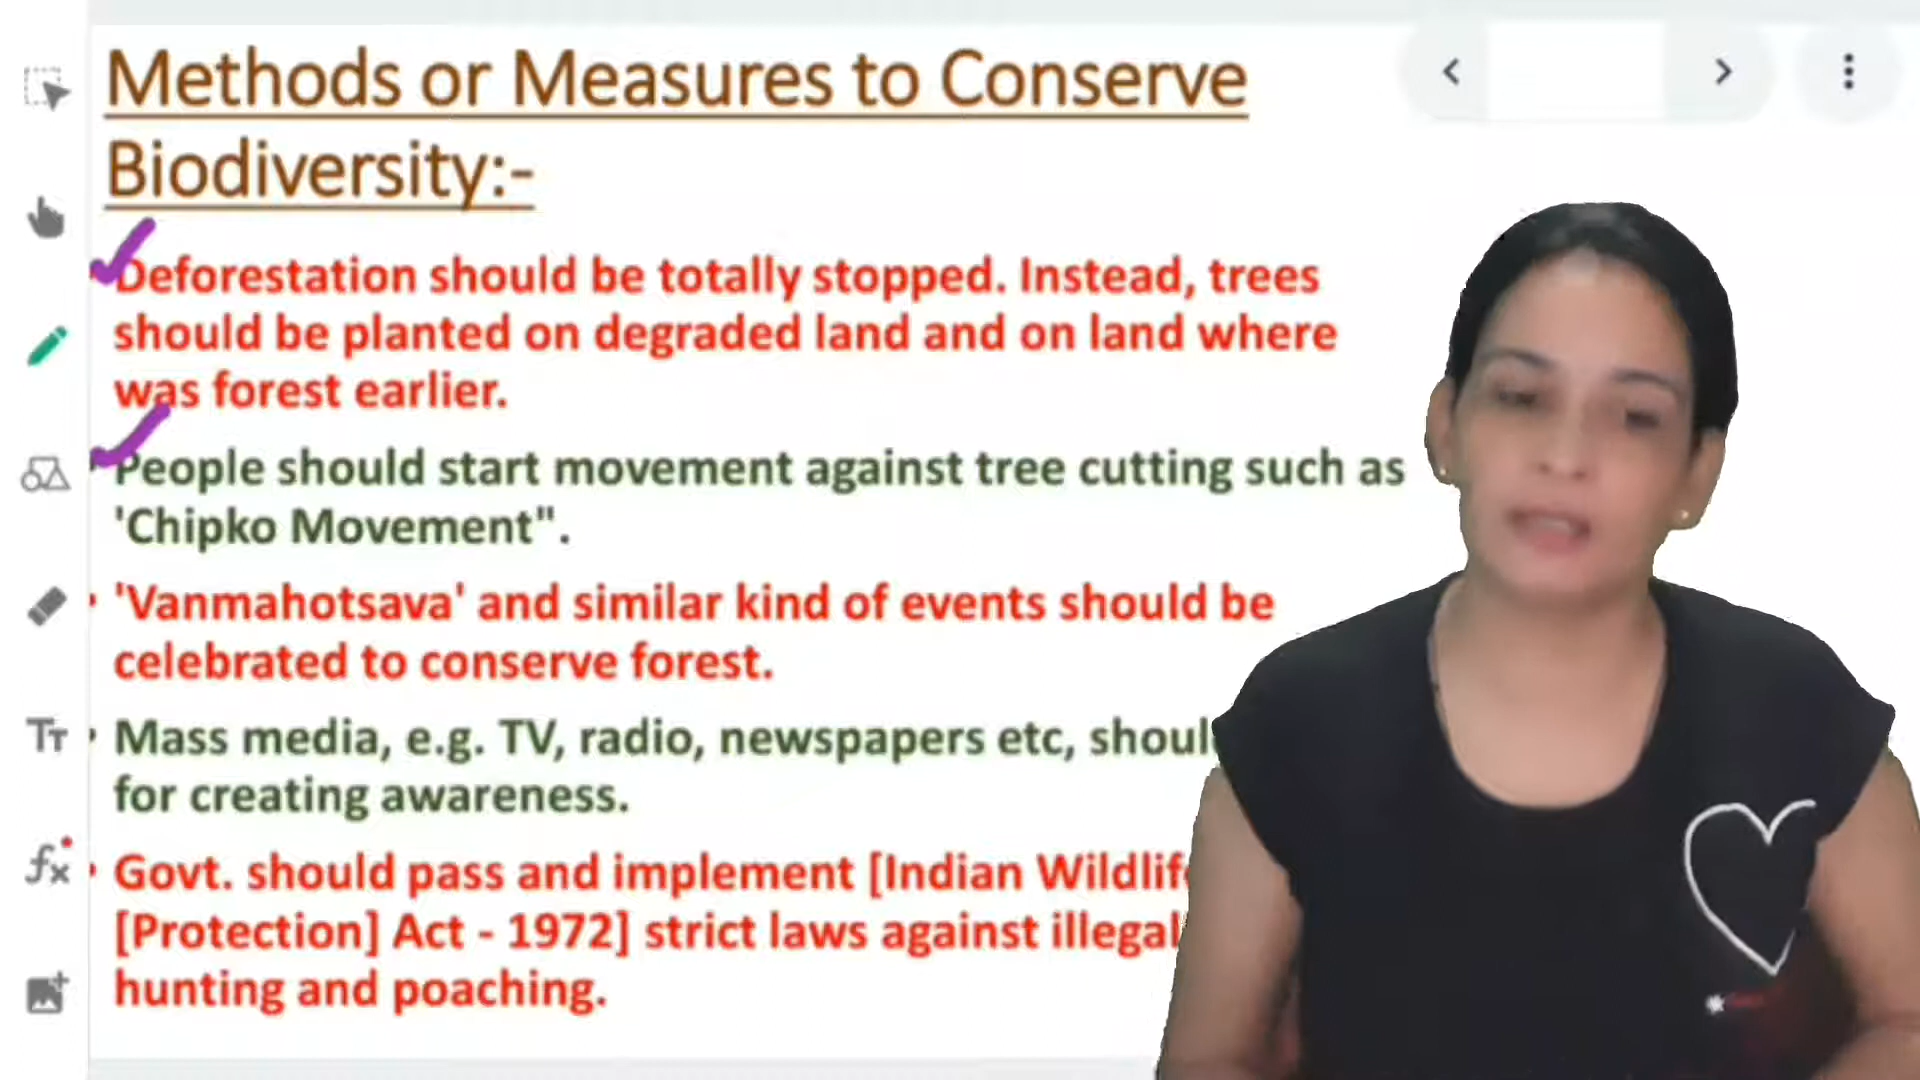 Methods or Measures to Conserve
Biodiversity:-
Deforestation should be totally stopped. Instead, trees
should be planted on degraded land and on land where
was forest earlier.
People should start movement against tree cutting such as
'Chipko Movement".
'Vanmahotsava' and similar kind of events should be
celebrated to conserve forest.
Mass media, e.g. TV, radio, newspapers etc,
for creating awareness.
Govt. should pass and implement [Indian
[Protection] Act - 1972] strict laws against illegal
hunting and poaching.